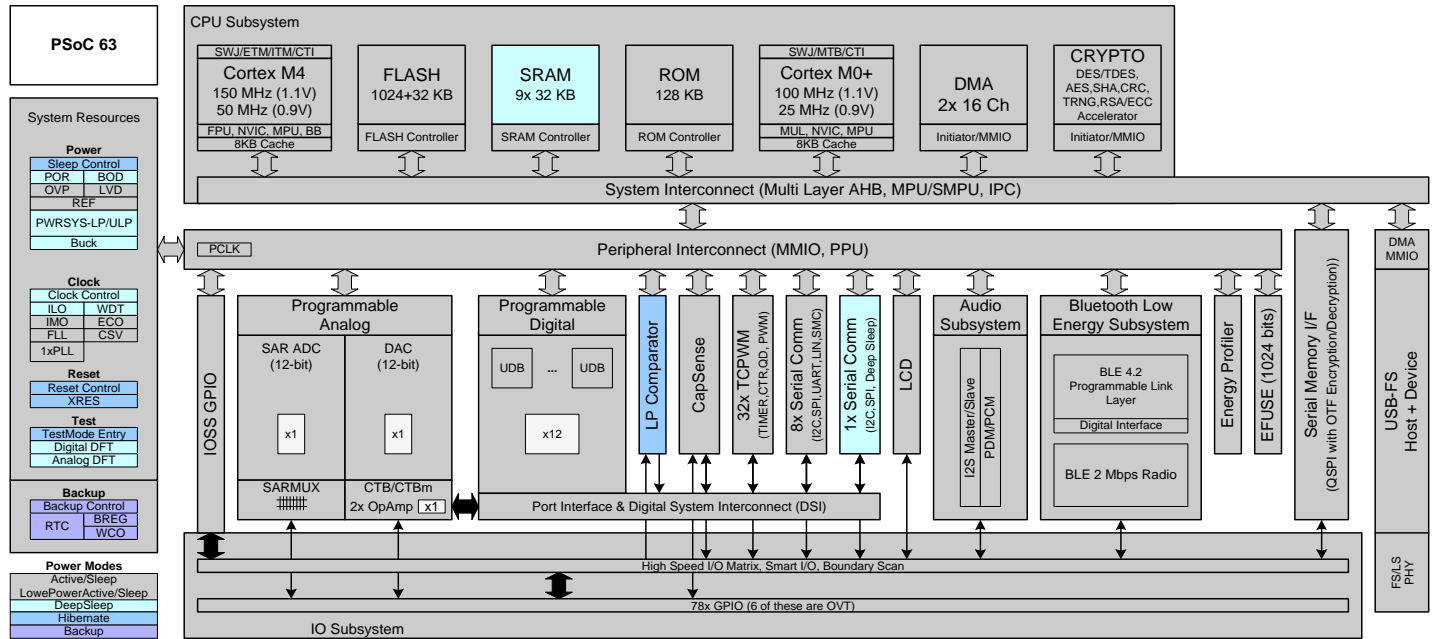 PSoC 63
System Resources
Power
Sleep Control
POR BOD
OVP LVD
REF
PWRSYS-LP/ULP
Buck
Clock
Clock Control
ILO WDT
IMO ECO
FLL CSV
1xPLL
Reset
Reset Control
XRES
Test
TestMode Entry
Digital DFT
Analog DFT
Backup
Backup Control
RTC BREG
WCO
Power Modes
Active/Sleep
LowePowerActive/Sleep
DeepSleep
Hibernate
Backup
CPU Subsystem
SWJ/ETM/ITM/CTI
Cortex M4
150 MHz (1.1V)
50 MHz (0.9V)
FPU, NVIC, MPU, BB
8KB Cache
FLASH
1024+32 KB
FLASH Controller
SRAM
9x 32 KB
SRAM Controller
ROM
128 KB
ROM Controller
SWJ/MTB/CTI
Cortex M0+
100 MHz (1.1V)
25 MHz (0.9V)
MUL, NVIC, MPU
8KB Cache
DMA
2x 16 Ch
Initiator/MMIO
CRYPTO
DES/TDES,
AES,SHA,CRC,
TRNG,RSA/ECC
Accelerator
Initiator/MMIO
System Interconnect (Multi Layer AHB, MPU/SMPU, IPC)
PCLK
Peripheral Interconnect (MMIO, PPU)
IOSS GPIO
Programmable
Analog
SAR ADC
(12-bit)
x1
SARMUX
DAC
(12-bit)
x1
CTB/CTBm
2x OpAmp x1
Programmable
Digital
UDB ... UDB
x12
Port Interface & Digital System Interconnect (DSI)
LP Comparator
CapSense
32x TCPWM
(TIMER,CTR,QD, PWM)
8x Serial Comm
(I2C,SPI,UART,LIN,SMC)
1x Serial Comm
(I2C,SPI, Deep Sleep)
LCD
Audio
Subsystem
I2S Master/Slave
PDM/PCM
Bluetooth Low
Energy Subsystem
BLE 4.2
Programmable Link
Layer
Digital Interface
BLE 2 Mbps Radio
Energy Profiler
EFUSE (1024 bits)
Serial Memory I/F
(QSPI with OTF Encryption/Decryption))
DMA
MMIO
USB-FS
Host + Device
FS/LS
PHY
High Speed I/O Matrix, Smart I/O, Boundary Scan
78x GPIO (6 of these are OVT)
IO Subsystem